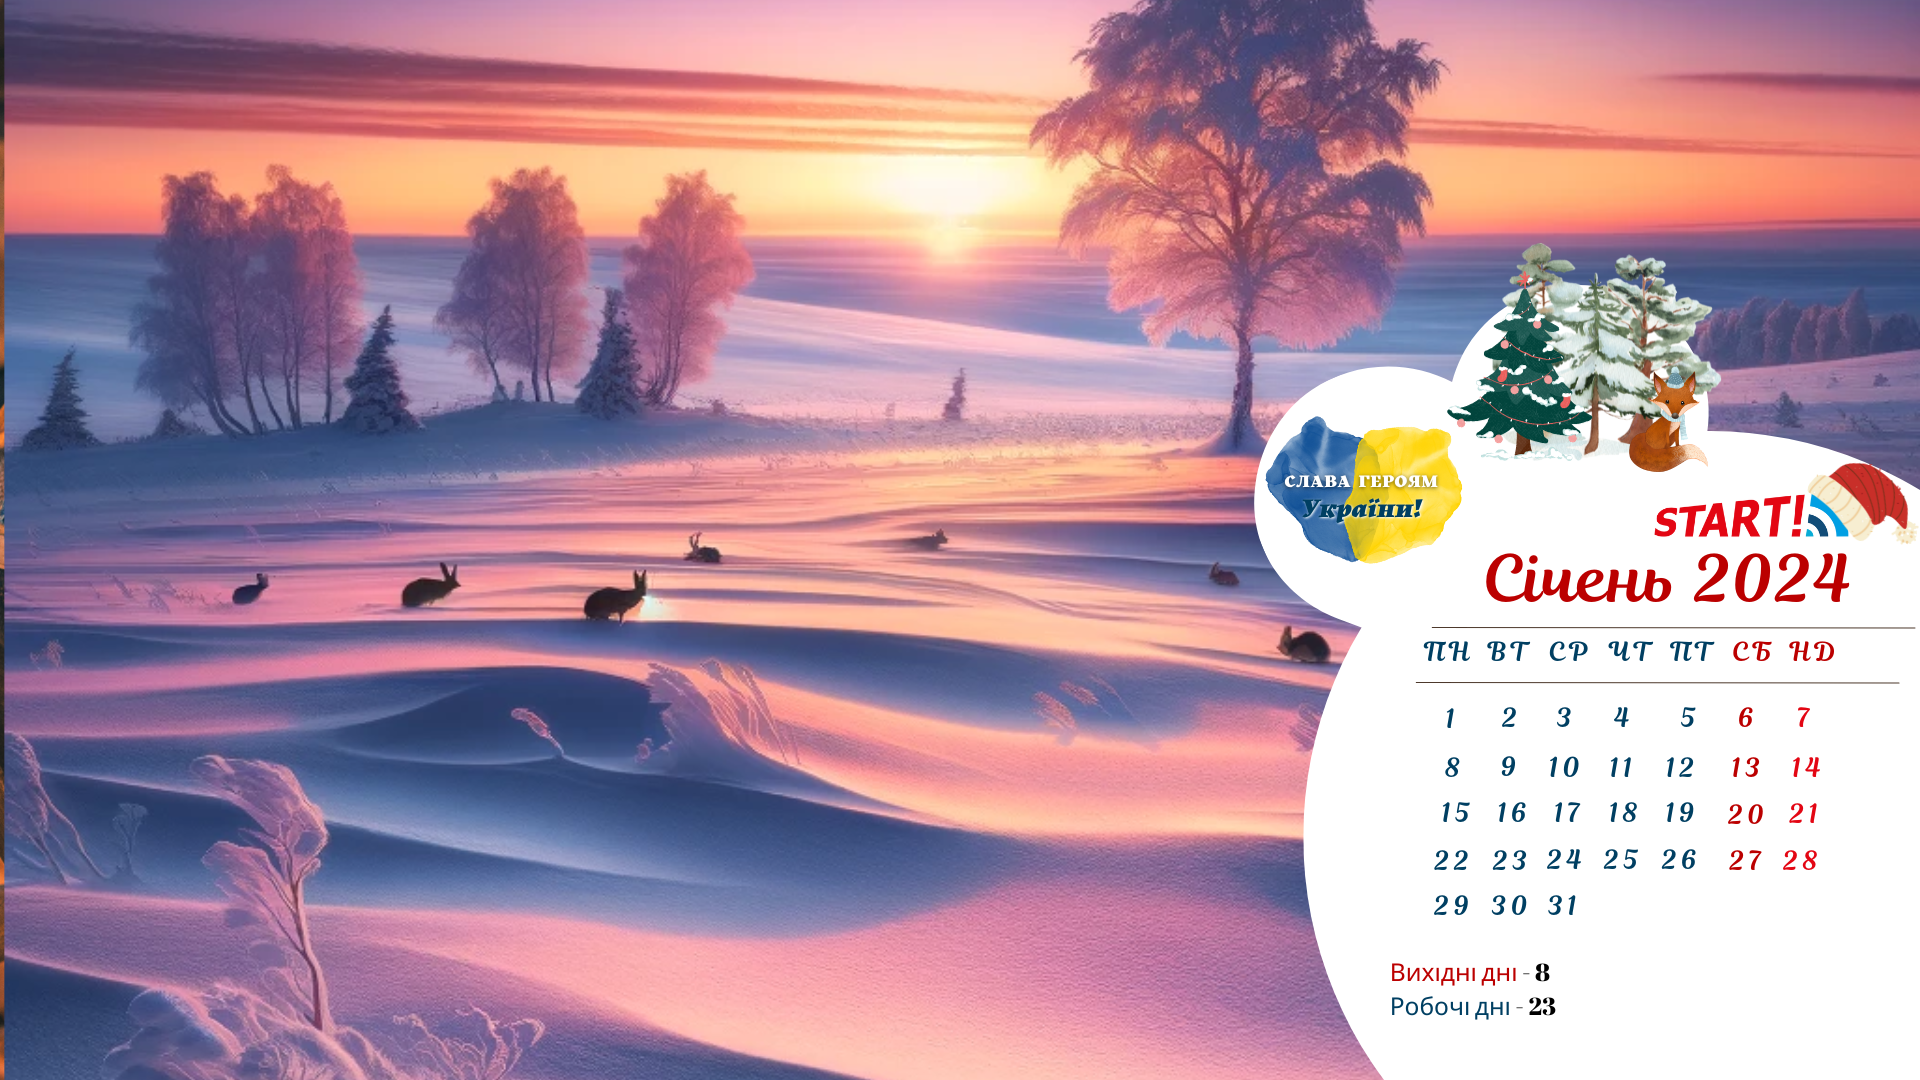 СЛАВА ГЕРОЯМ
України!
START!
Січень 2024
ПН ВТ СР ЧТ ПТ СБ НД
1 2 3 4 5 6 7
8 9 10 11 12 13 14
15 16 17 18 19 20 21
22 23 24 25 26 27 28
29 30 31
Вихідні дні - 8
Робочі дні - 23